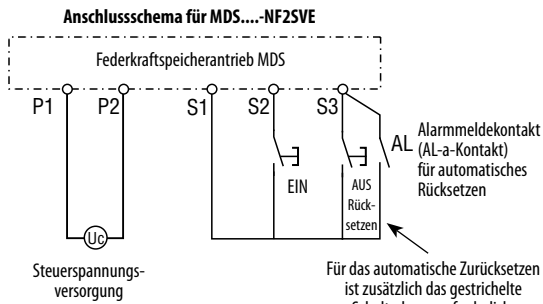 Anschlussschema für MDS....-NF2SVE
Federkraftspeicherantrieb MDS
P1 P2 S1 S2 S3
AL
Alarmmeldekontakt
(AL-a-Kontakt)
für automatisches
Rücksetzen
EIN
AUS
Rück-
setzen
Uc
Steuerspannungs-
versorgung
Für das automatische Zurücksetzen
ist zusätzlich das gestrichelte